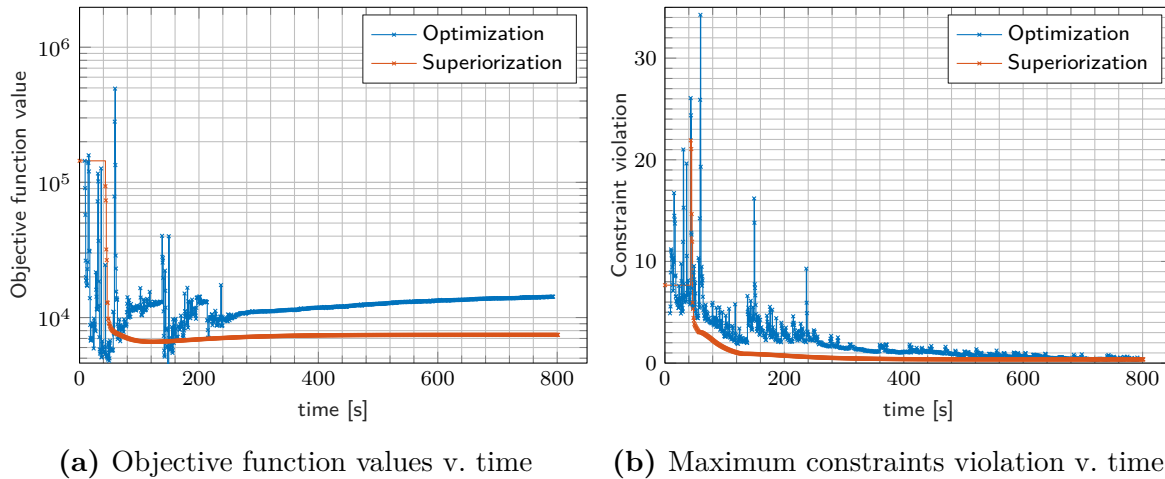 Optimization
Superiorization
10^6
10^5
10^4
Objective function value
0
200
400
600
800
time [s]
(a) Objective function values v. time
Optimization
Superiorization
30
20
10
0
Constraint violation
0
200
400
600
800
time [s]
(b) Maximum constraints violation v. time